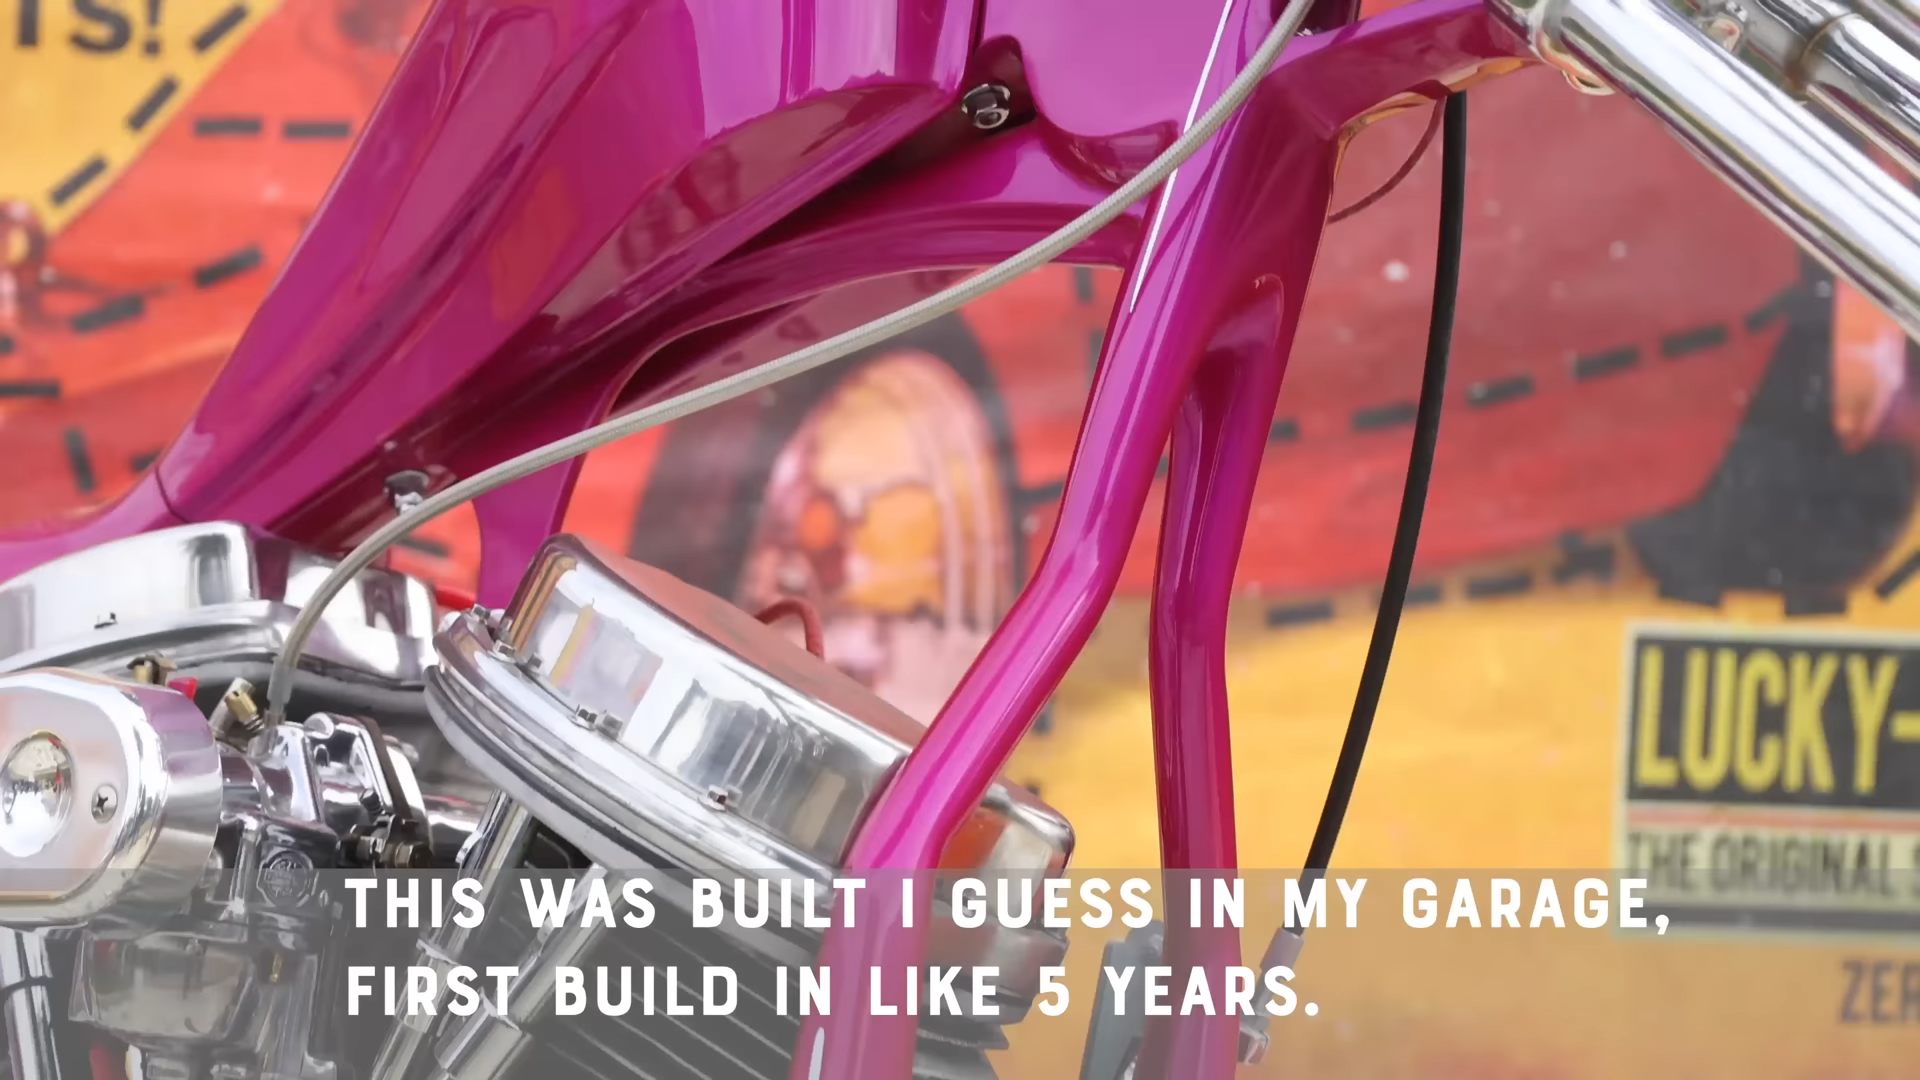 TS!
LUCKY-
THE ORIGINAL S
THIS WAS BUILT I GUESS IN MY GARAGE,
FIRST BUILD IN LIKE 5 YEARS.
ZER